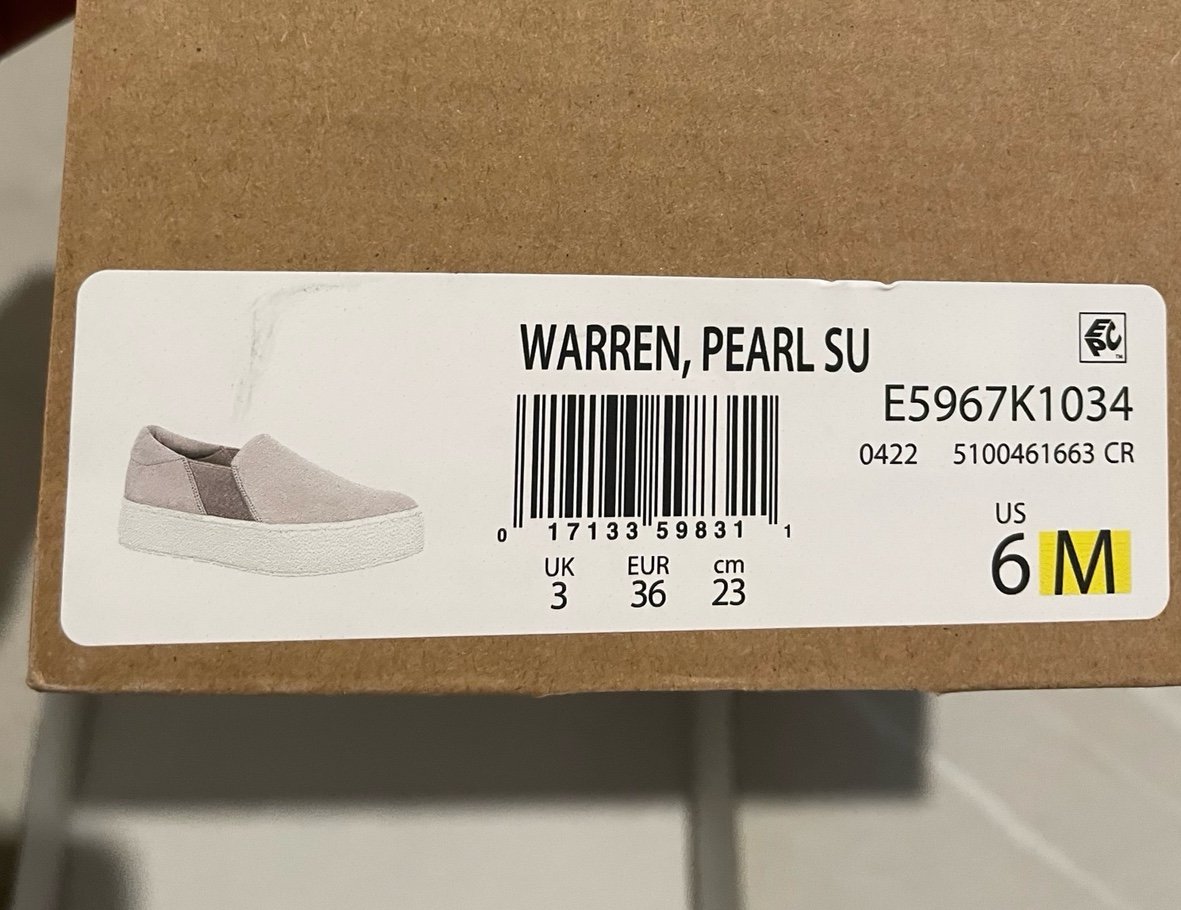 WARREN, PEARL SU
EPC™
E5967K1034
0422 5100461663 CR
0 17133 59831 1
UK EUR cm
3 36 23
US
6 M